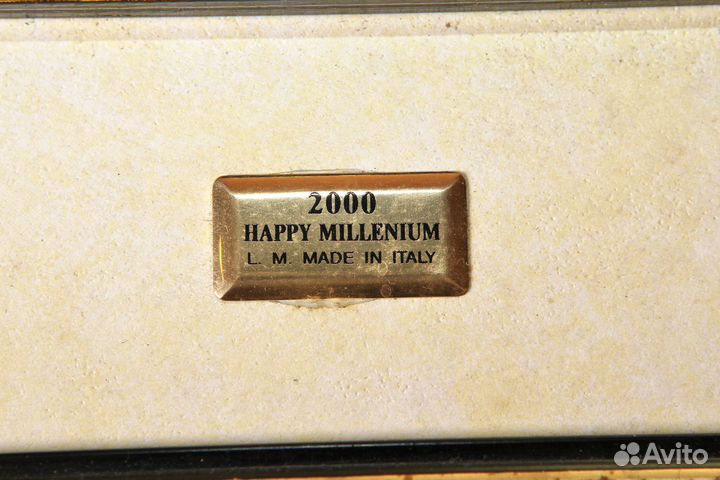 2000
HAPPY MILLENIUM
L. M. MADE IN ITALY
Avito